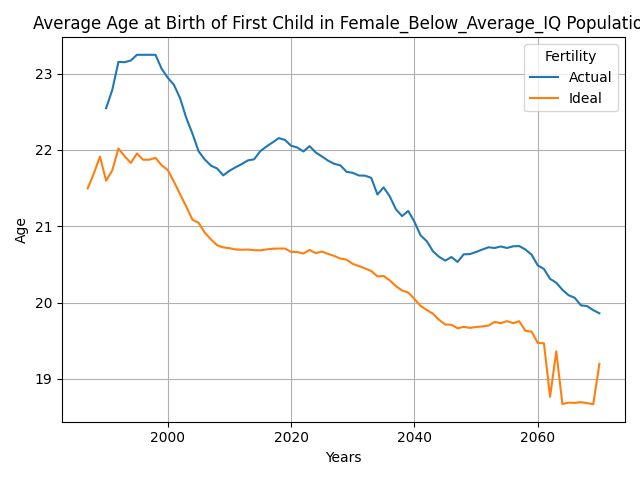 Average Age at Birth of First Child in Female_Below_Average_IQ Populatio
Fertility
Actual
Ideal
23
22
21
20
19
Age
2000
2020
2040
2060
Years